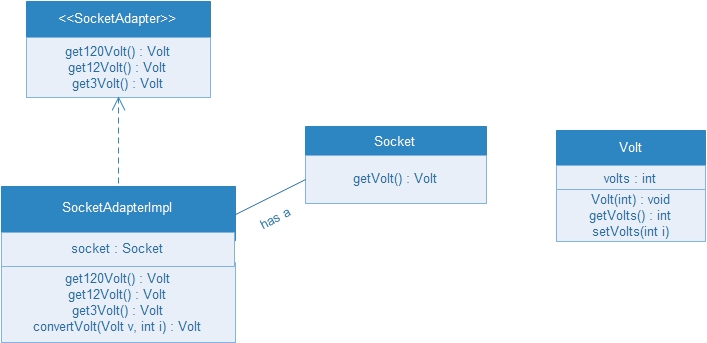 <<SocketAdapter>>
get120Volt() : Volt
get12Volt() : Volt
get3Volt() : Volt
Socket
getVolt() : Volt
Volt
volts : int
Volt(int) : void
getVolts() : int
setVolts(int i)
SocketAdapterImpl
socket : Socket
get120Volt() : Volt
get12Volt() : Volt
get3Volt() : Volt
convertVolt(Volt v, int i) : Volt
has a